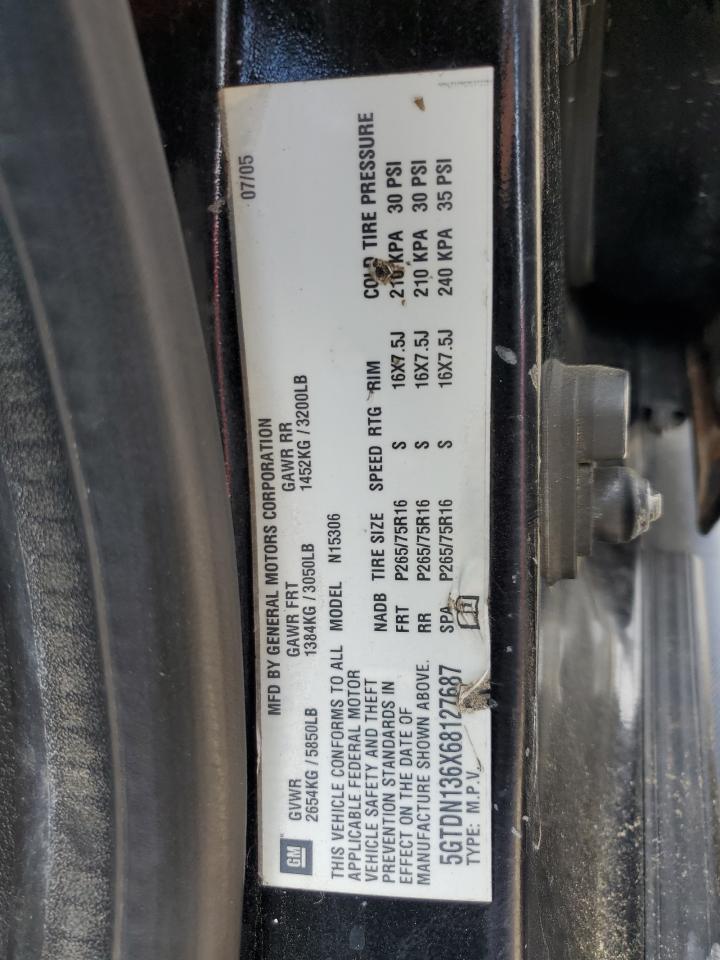 07/05
MFD BY GENERAL MOTORS CORPORATION
GM
GVWR GAWR FRT GAWR RR
2654KG / 5850LB 1384KG / 3050LB 1452KG / 3200LB
THIS VEHICLE CONFORMS TO ALL
APPLICABLE FEDERAL MOTOR
VEHICLE SAFETY AND THEFT
PREVENTION STANDARDS IN
EFFECT ON THE DATE OF
MANUFACTURE SHOWN ABOVE.
MODEL N15306
NADB TIRE SIZE SPEED RTG RIM COLD TIRE PRESSURE
FRT P265/75R16 S 16X7.5J 210 KPA 30 PSI
RR P265/75R16 S 16X7.5J 210 KPA 30 PSI
SPA P265/75R16 S 16X7.5J 240 KPA 35 PSI
5GTDN136X68127687
TYPE: M.P.V.